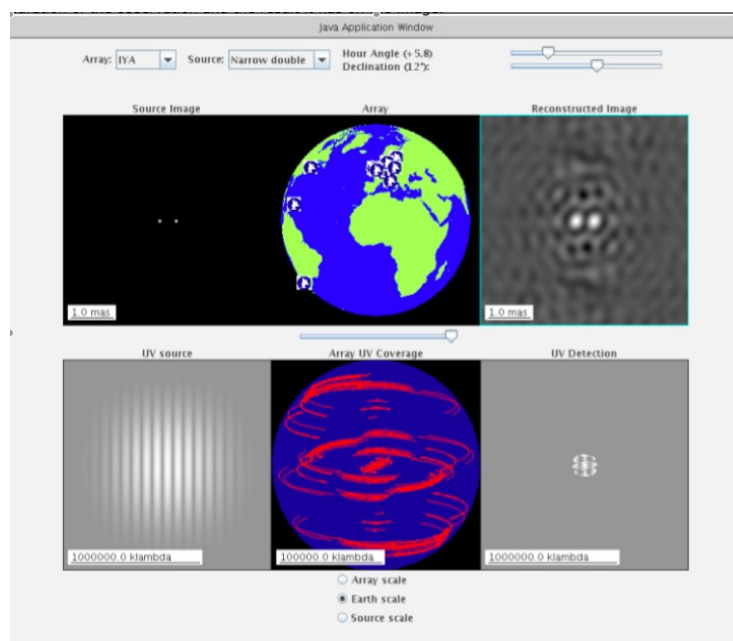 Java Application Window
Array: IYA Source: Narrow double Hour Angle (+5.8)
Declination (12°):
Source Image Array Reconstructed Image
1.0 mas 1.0 mas
UV source Array UV Coverage UV Detection
1000000.0 klambda 100000.0 klambda 1000000.0 klambda
Array scale
Earth scale
Source scale